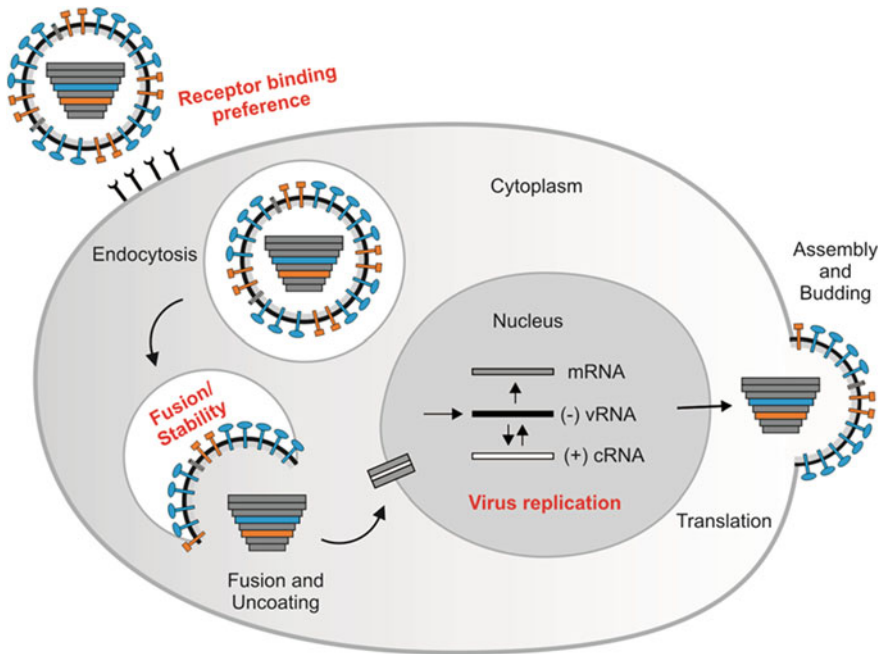 Receptor binding
preference
Cytoplasm
Endocytosis
Assembly
and
Budding
Nucleus
mRNA
(-) vRNA
(+) cRNA
Fusion/
Stability
Virus replication
Translation
Fusion and
Uncoating